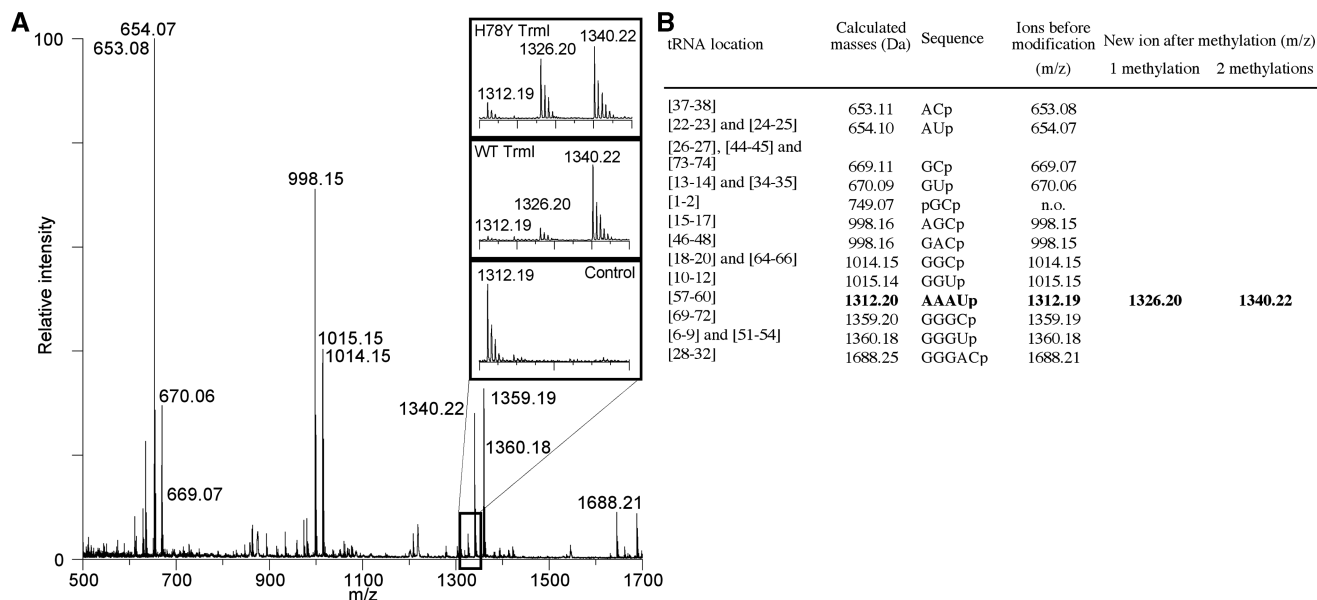 A
100
0
Relative intensity
654.07
653.08
669.07
670.06
998.15
1015.15
1014.15
1340.22
1359.19
1360.18
1688.21
500
700
900
1100
1300
1500
1700
m/z
H78Y TrmI
1340.22
1326.20
1312.19
WT TrmI
1340.22
1326.20
1312.19
Control
1312.19
B
tRNA location Calculated masses (Da) Sequence Ions before modification (m/z) New ion after methylation (m/z)
1 methylation 2 methylations
[37-38] 653.11 ACp 653.08
[22-23] and [24-25] 654.10 AUp 654.07
[26-27], [44-45] and
[73-74] 669.11 GCp 669.07
[13-14] and [34-35] 670.09 GUp 670.06
[1-2] 749.07 pGCp n.o.
[15-17] 998.16 AGCp 998.15
[46-48] 998.16 GACp 998.15
[18-20] and [64-66] 1014.15 GGCp 1014.15
[10-12] 1015.14 GGUp 1015.15
[57-60] 1312.20 AAAUp 1312.19 1326.20 1340.22
[69-72] 1359.20 GGGCp 1359.19
[6-9] and [51-54] 1360.18 GGGUp 1360.18
[28-32] 1688.25 GGGACp 1688.21